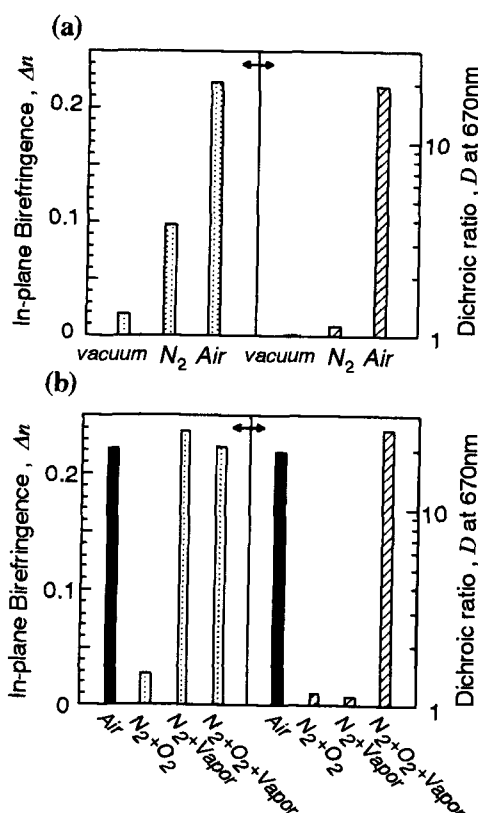 (a)
In-plane Birefringence , Δn
0.2
0.1
0
vacuum N2 Air vacuum N2 Air
10
1
Dichroic ratio , D at 670nm
(b)
In-plane Birefringence , Δn
0.2
0.1
0
Air
N2+O2
N2+Vapor
N2+O2+Vapor
Air
N2+O2
N2+Vapor
N2+O2+Vapor
10
1
Dichroic ratio , D at 670nm